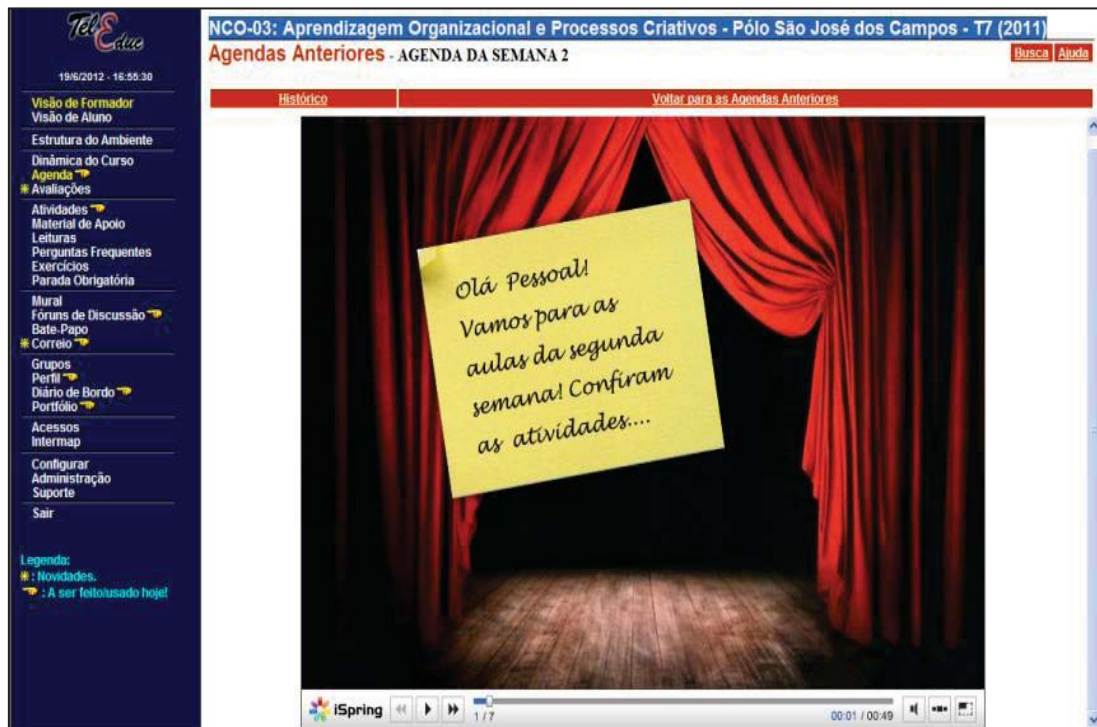 TelEduc
19/6/2012 - 16:55:30
Visão de Formador
Visão de Aluno
Estrutura do Ambiente
Dinâmica do Curso
Agenda
Avaliações
Atividades
Material de Apoio
Leituras
Perguntas Frequentes
Exercícios
Parada Obrigatória
Mural
Fóruns de Discussão
Bate-Papo
Correio
Grupos
Perfil
Diário de Bordo
Portfólio
Acessos
Intermap
Configurar
Administração
Suporte
Sair
Legenda:
: Novidades.
: A ser feito/usado hoje!
NCO-03: Aprendizagem Organizacional e Processos Criativos - Pólo São José dos Campos - T7 (2011)
Agendas Anteriores - AGENDA DA SEMANA 2
Busca Ajuda
Histórico Voltar para as Agendas Anteriores
Olá Pessoal!
Vamos para as
aulas da segunda
semana! Confiram
as atividades....
iSpring 1 / 7 00:01 / 00:49